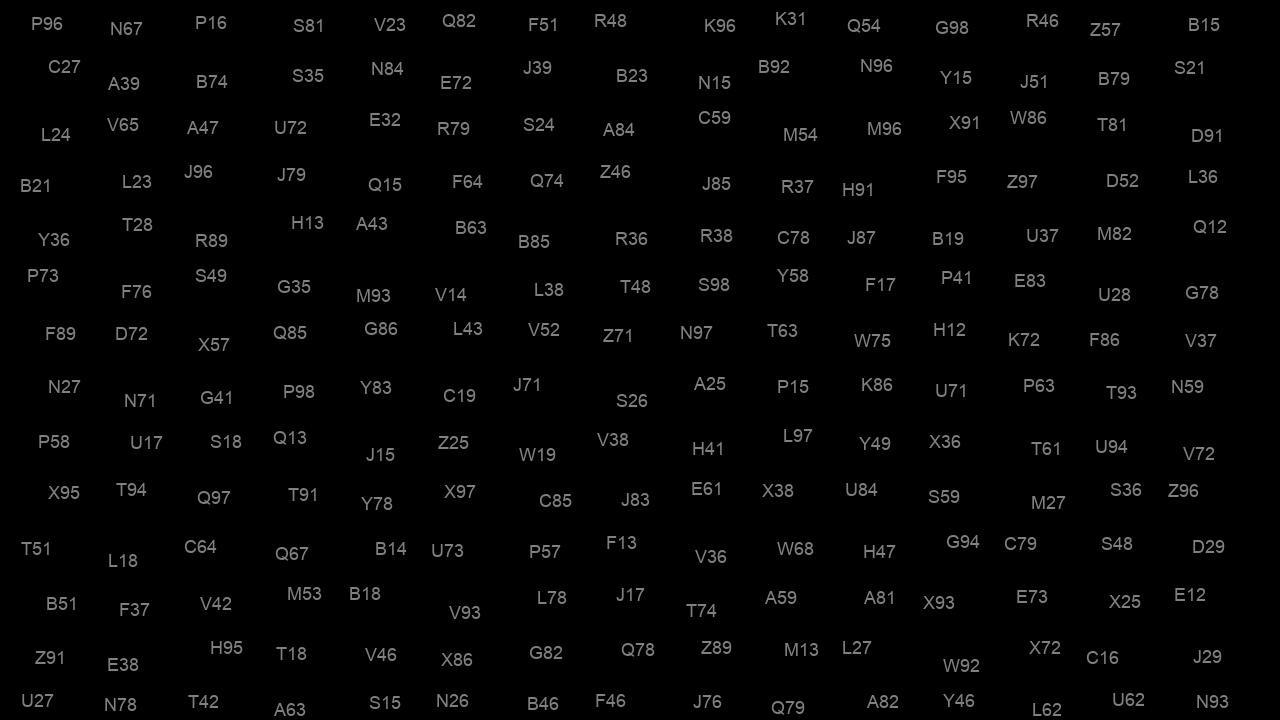 P96 N67 P16 S81 V23 Q82 F51 R48 K96 K31 Q54 G98 R46 Z57 B15
C27 A39 B74 S35 N84 E72 J39 B23 N15 B92 N96 Y15 J51 B79 S21
L24 V65 A47 U72 E32 R79 S24 A84 C59 M54 M96 X91 W86 T81 D91
B21 L23 J96 J79 Q15 F64 Q74 Z46 J85 R37 H91 F95 Z97 D52 L36
Y36 T28 R89 H13 A43 B63 B85 R36 R38 C78 J87 B19 U37 M82 Q12
P73 F76 S49 G35 M93 V14 L38 T48 S98 Y58 F17 P41 E83 U28 G78
F89 D72 X57 Q85 G86 L43 V52 Z71 N97 T63 W75 H12 K72 F86 V37
N27 N71 G41 P98 Y83 C19 J71 S26 A25 P15 K86 U71 P63 T93 N59
P58 U17 S18 Q13 J15 Z25 W19 V38 H41 L97 Y49 X36 T61 U94 V72
X95 T94 Q97 T91 Y78 X97 C85 J83 E61 X38 U84 S59 M27 S36 Z96
T51 L18 C64 Q67 B14 U73 P57 F13 V36 W68 H47 G94 C79 S48 D29
B51 F37 V42 M53 B18 V93 L78 J17 T74 A59 A81 X93 E73 X25 E12
Z91 E38 H95 T18 V46 X86 G82 Q78 Z89 M13 L27 W92 X72 C16 J29
U27 N78 T42 A63 S15 N26 B46 F46 J76 Q79 A82 Y46 L62 U62 N93